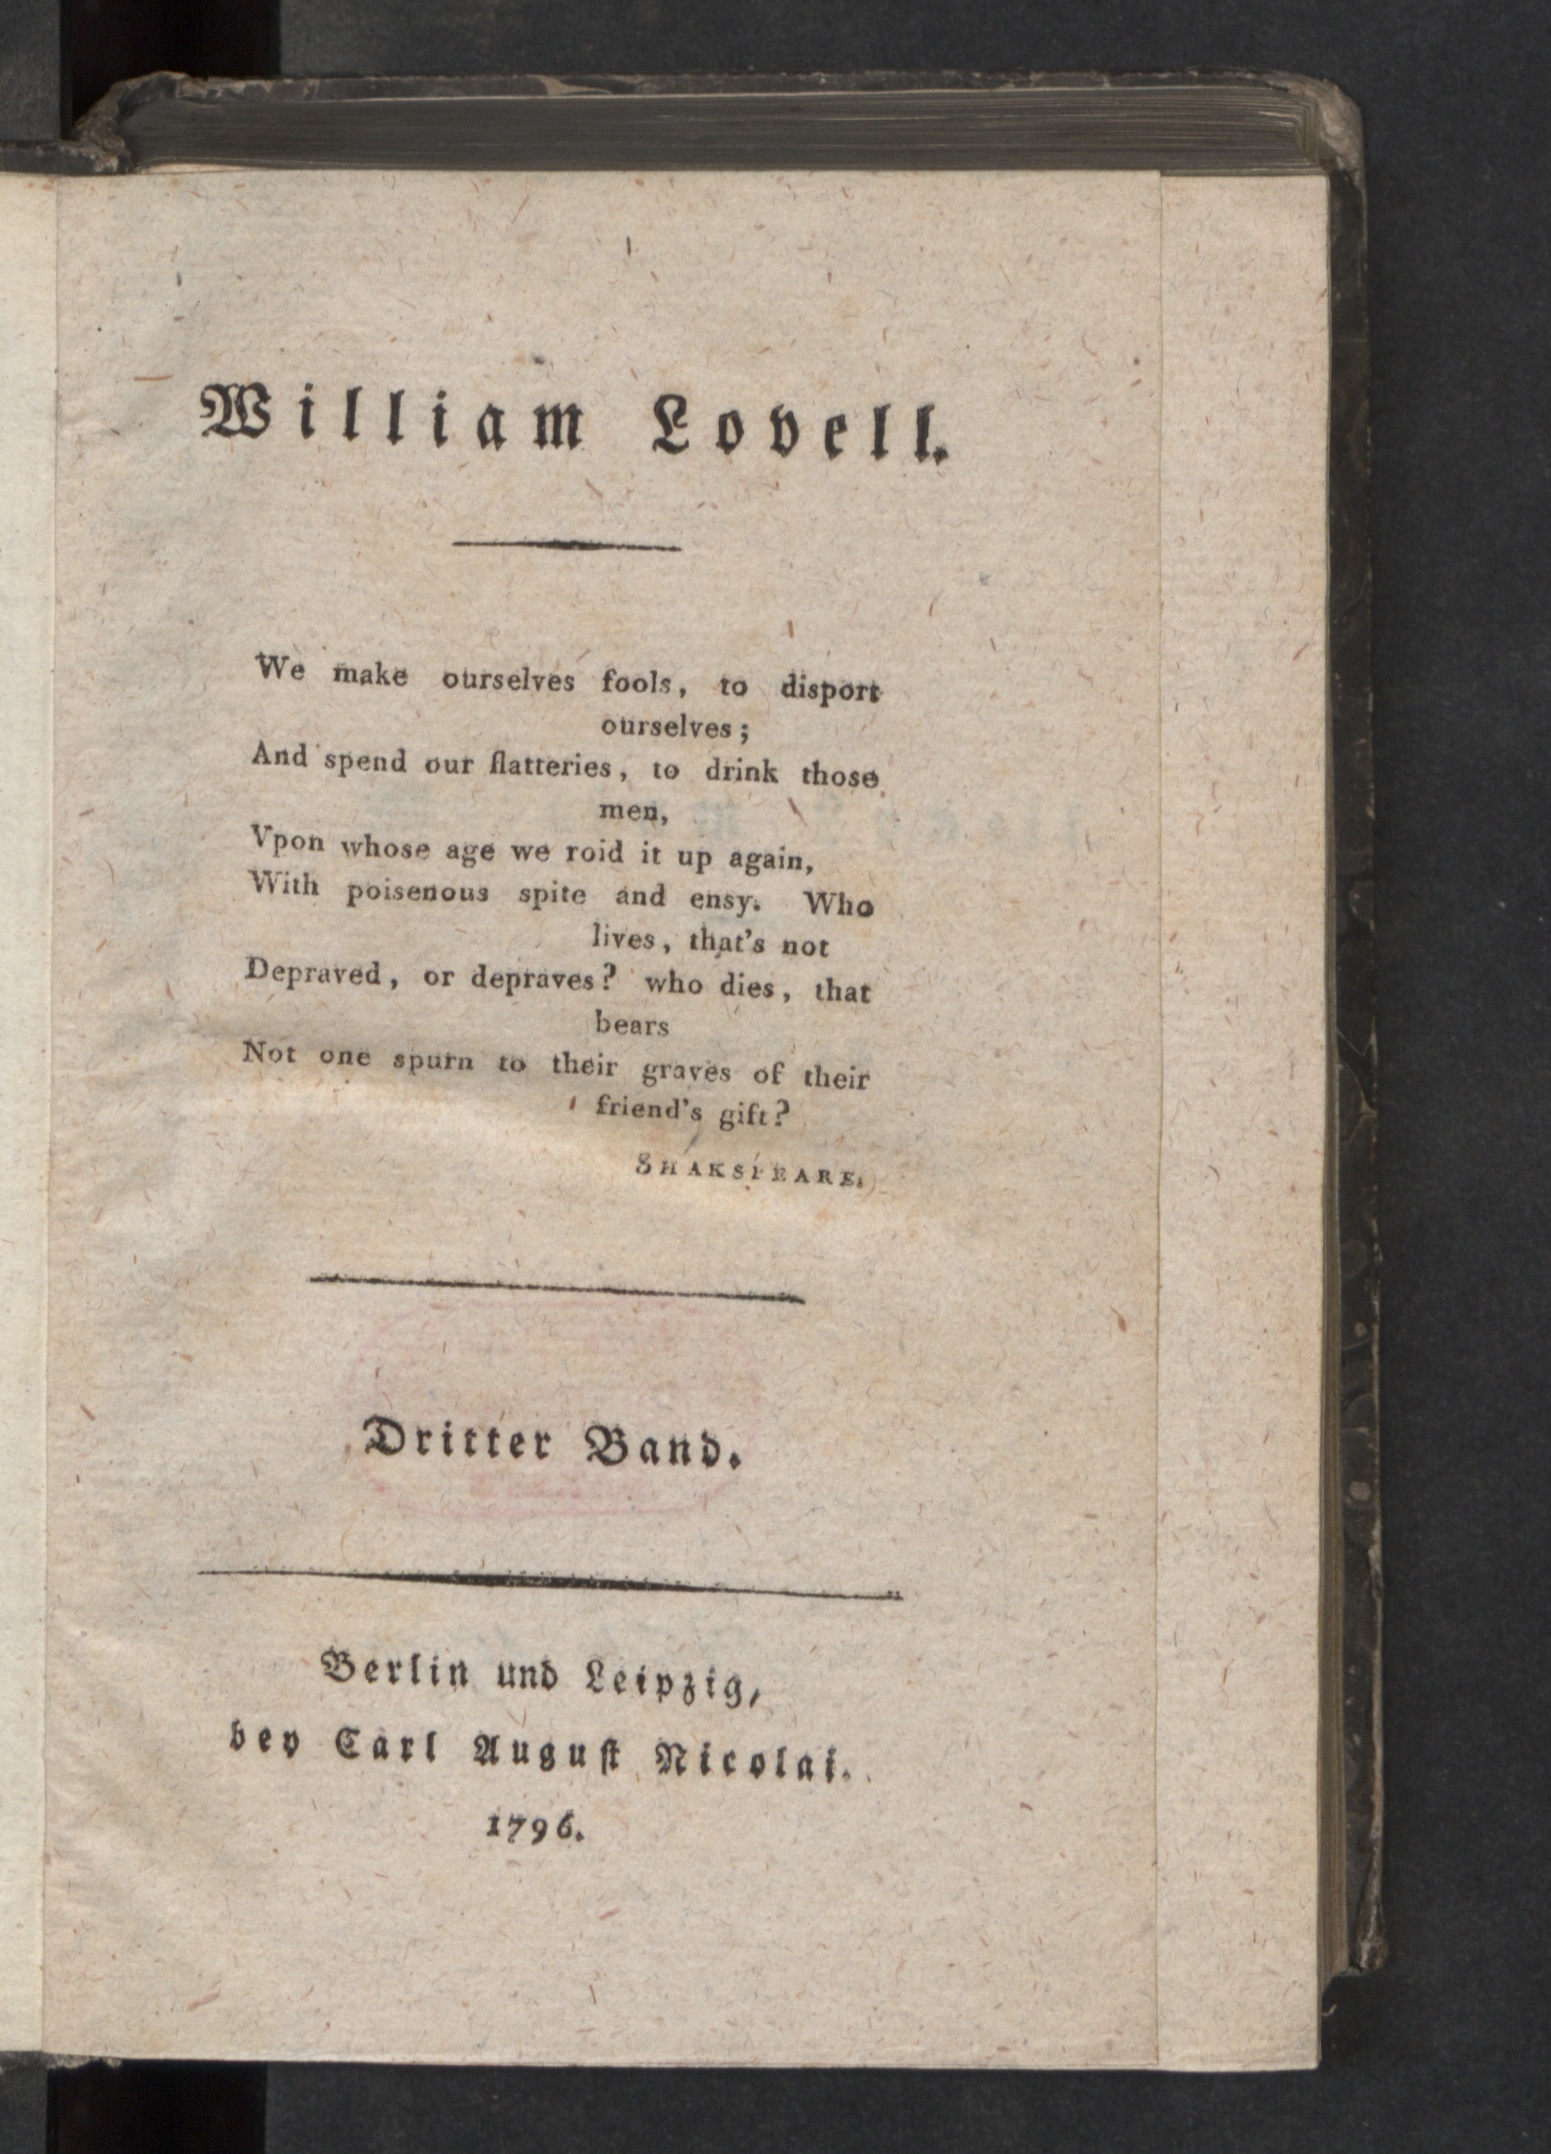 William Lovell.
We make ourselves fools, to disport
ourselves;
And spend our flatteries, to drink those
men,
Vpon whose age we roid it up again,
With poisenous spite and ensy. Who
lives, that's not
Depraved, or depraves? who dies, that
bears
Not one spurn to their graves of their
friend's gift?
SHAKSPEARE.
Dritter Band.
Berlin und Leipzig,
bey Carl August Nicolai.
1796.